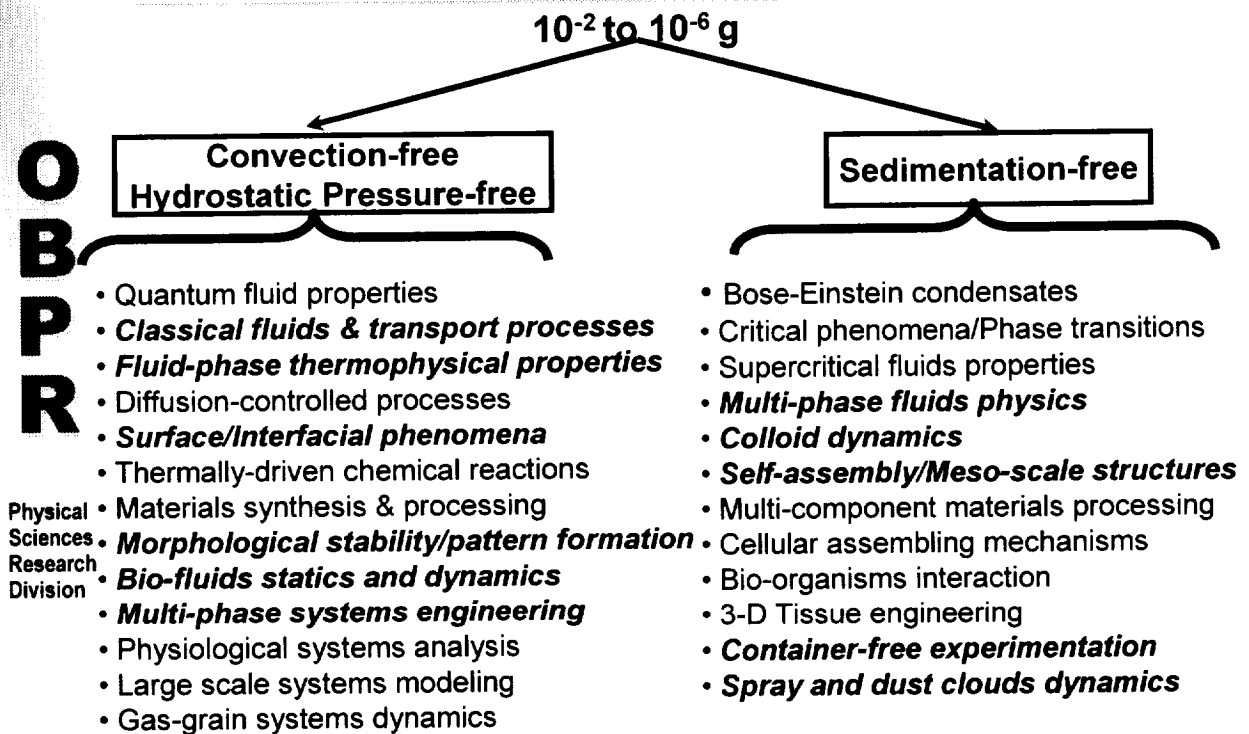 10⁻² to 10⁻⁶ g
O
B
P
R
Physical
Sciences
Research
Division
Convection-free
Hydrostatic Pressure-free
• Quantum fluid properties
• Classical fluids & transport processes
• Fluid-phase thermophysical properties
• Diffusion-controlled processes
• Surface/Interfacial phenomena
• Thermally-driven chemical reactions
• Materials synthesis & processing
• Morphological stability/pattern formation
• Bio-fluids statics and dynamics
• Multi-phase systems engineering
• Physiological systems analysis
• Large scale systems modeling
• Gas-grain systems dynamics
Sedimentation-free
• Bose-Einstein condensates
• Critical phenomena/Phase transitions
• Supercritical fluids properties
• Multi-phase fluids physics
• Colloid dynamics
• Self-assembly/Meso-scale structures
• Multi-component materials processing
• Cellular assembling mechanisms
• Bio-organisms interaction
• 3-D Tissue engineering
• Container-free experimentation
• Spray and dust clouds dynamics